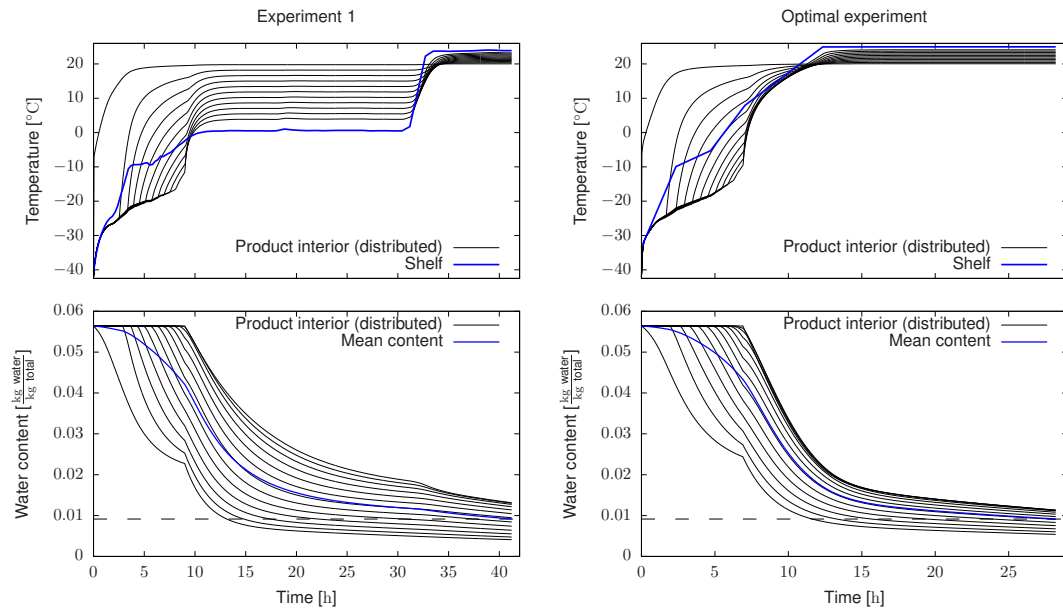 Experiment 1
Optimal experiment
Temperature [°C]
20
10
0
−10
−20
−30
−40
Product interior (distributed)
Shelf
Temperature [°C]
20
10
0
−10
−20
−30
−40
Product interior (distributed)
Shelf
Water content [kg water / kg total]
0.06
0.05
0.04
0.03
0.02
0.01
0
Product interior (distributed)
Mean content
0 5 10 15 20 25 30 35 40
Time [h]
Water content [kg water / kg total]
0.06
0.05
0.04
0.03
0.02
0.01
0
Product interior (distributed)
Mean content
0 5 10 15 20 25
Time [h]